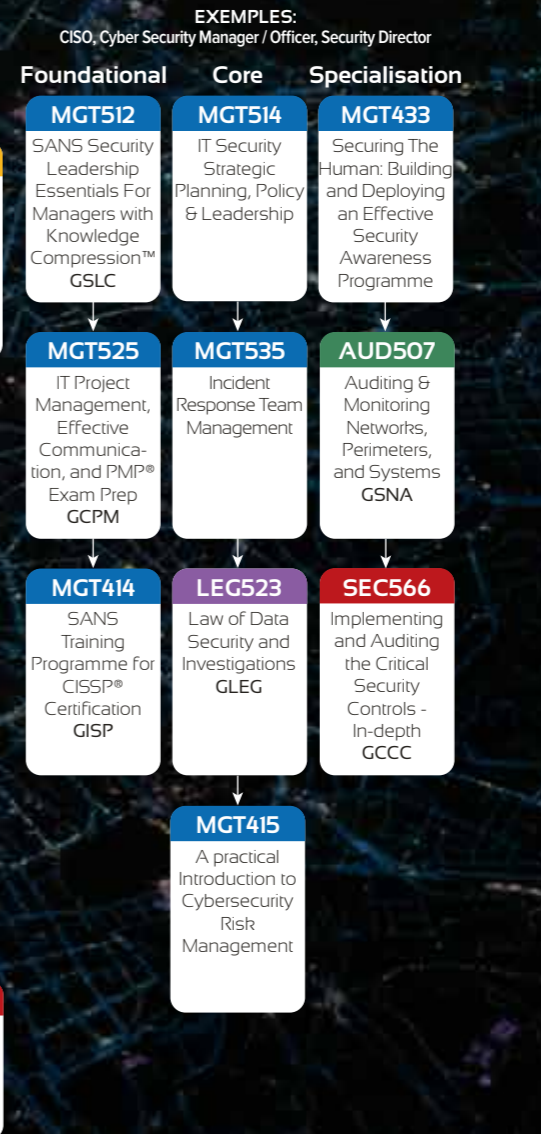 EXEMPLES:
CISO, Cyber Security Manager / Officer, Security Director
Foundational
Core
Specialisation
MGT512
SANS Security
Leadership
Essentials For
Managers with
Knowledge
Compression™
GSLC
MGT525
IT Project
Management,
Effective
Communica-
tion, and PMP®
Exam Prep
GCPM
MGT414
SANS
Training
Programme for
CISSP®
Certification
GISP
MGT514
IT Security
Strategic
Planning, Policy
& Leadership
MGT535
Incident
Response Team
Management
LEG523
Law of Data
Security and
Investigations
GLEG
MGT415
A practical
Introduction to
Cybersecurity
Risk
Management
MGT433
Securing The
Human: Building
and Deploying
an Effective
Security
Awareness
Programme
AUD507
Auditing &
Monitoring
Networks,
Perimeters,
and Systems
GSNA
SEC566
Implementing
and Auditing
the Critical
Security
Controls -
In-depth
GCCC